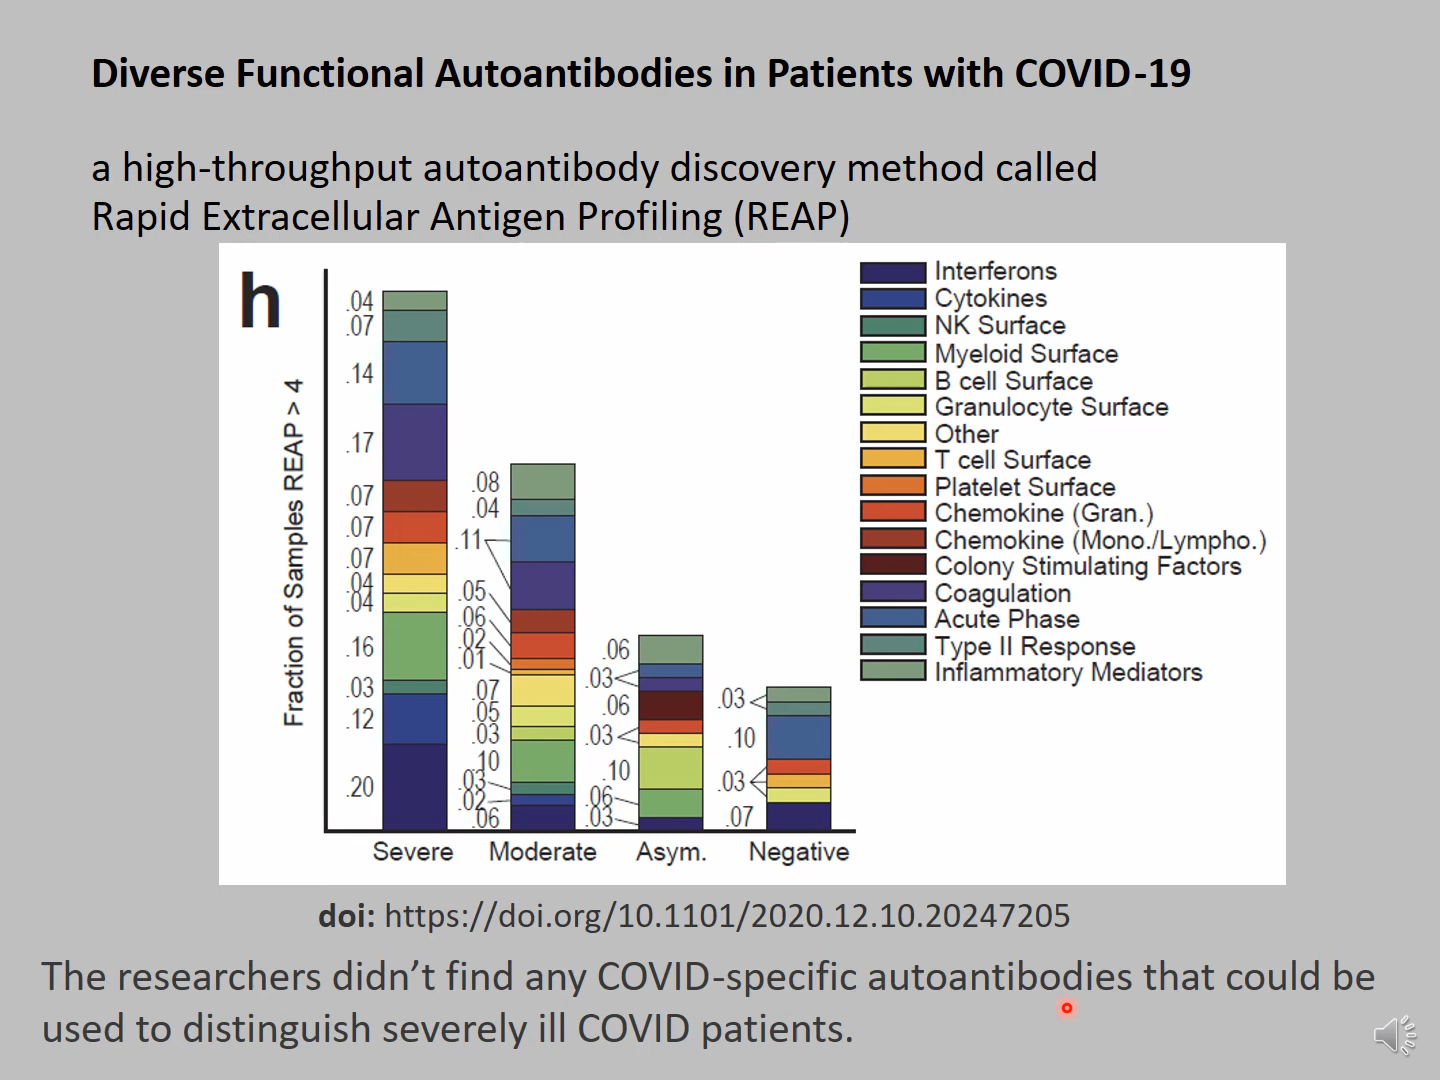 Diverse Functional Autoantibodies in Patients with COVID-19
a high-throughput autoantibody discovery method called
Rapid Extracellular Antigen Profiling (REAP)
h
Fraction of Samples REAP > 4
.04
.07
.14
.17
.07
.07
.07
.04
.04
.16
.03
.12
.20
.08
.04
.11
.05
.06
.02
.01
.07
.05
.03
.10
.03
.02
.06
.06
.03
.06
.03
.10
.06
.03
.03
.10
.03
.07
Severe Moderate Asym. Negative
Interferons
Cytokines
NK Surface
Myeloid Surface
B cell Surface
Granulocyte Surface
Other
T cell Surface
Platelet Surface
Chemokine (Gran.)
Chemokine (Mono./Lympho.)
Colony Stimulating Factors
Coagulation
Acute Phase
Type II Response
Inflammatory Mediators
doi: https://doi.org/10.1101/2020.12.10.20247205
The researchers didn’t find any COVID-specific autoantibodies that could be
used to distinguish severely ill COVID patients.